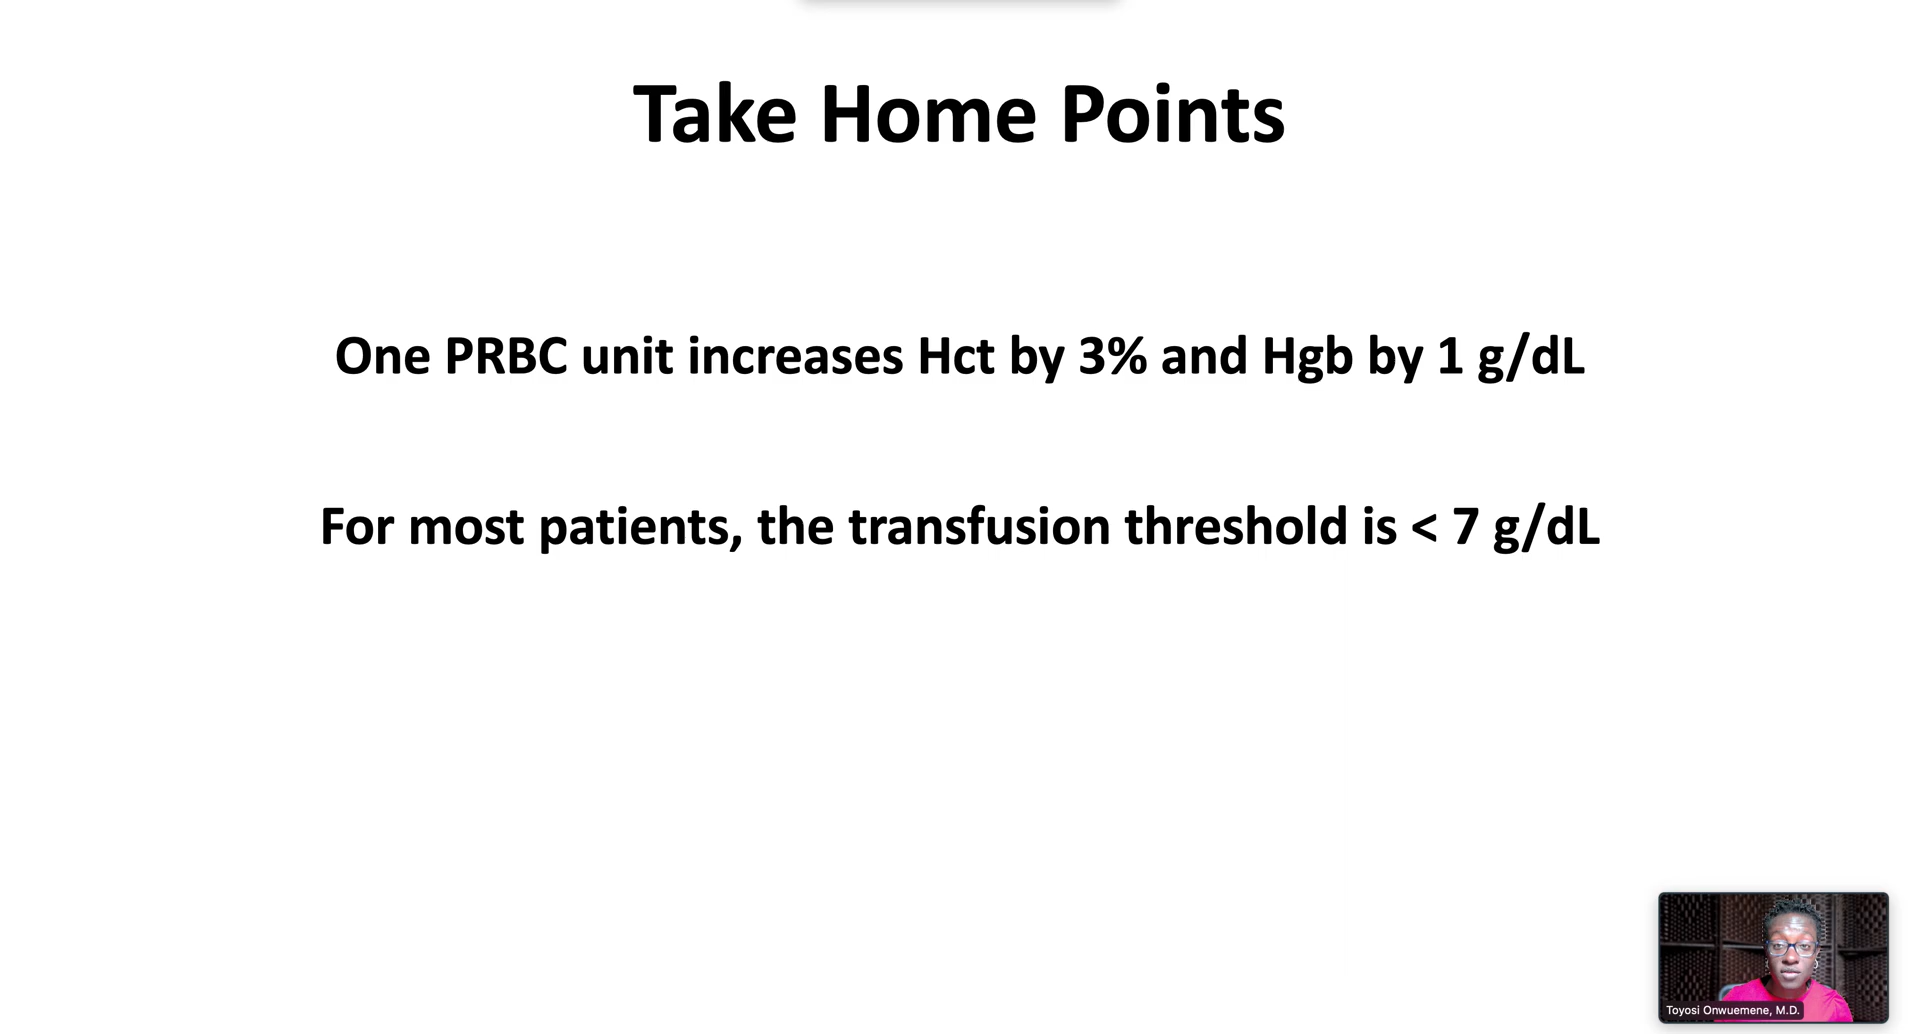 Take Home Points
One PRBC unit increases Hct by 3% and Hgb by 1 g/dL
For most patients, the transfusion threshold is < 7 g/dL
Toyosi Onwuemene, M.D.